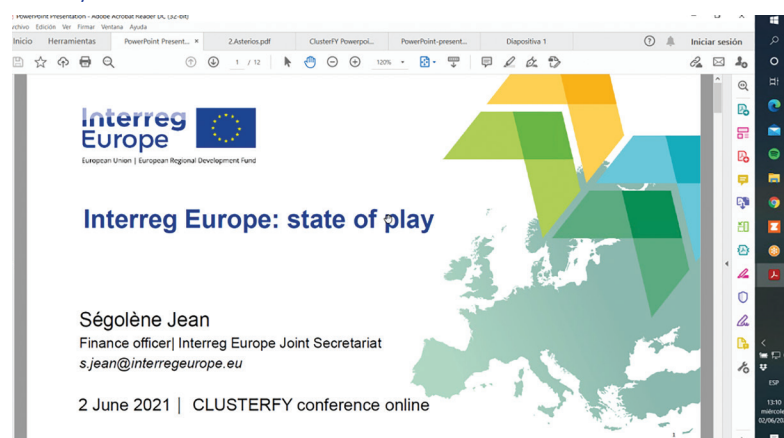 PowerPoint Presentation - Adobe Acrobat Reader DC (32-bit)
Archivo Edición Ver Firmar Ventana Ayuda
Inicio Herramientas PowerPoint Present... × 2.Asterios.pdf ClusterFY Powerpoi... PowerPoint-present... Diapositiva 1 Iniciar sesión
1 / 12 120%
Interreg
Europe
European Union | European Regional Development Fund
Interreg Europe: state of play
Ségolène Jean
Finance officer| Interreg Europe Joint Secretariat
s.jean@interregeurope.eu
2 June 2021 | CLUSTERFY conference online
1
ESP
13:10
miércole
02/06/20